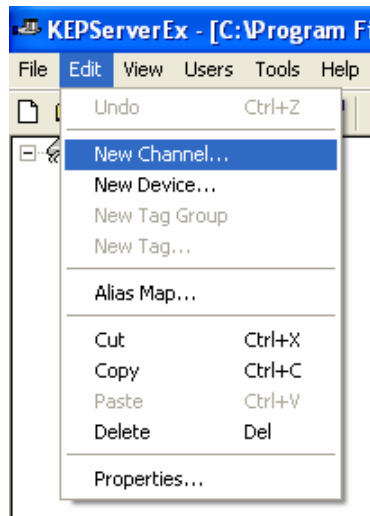 KEPServerEx - [C:\Program Fi
File Edit View Users Tools Help
Undo Ctrl+Z
New Channel...
New Device...
New Tag Group
New Tag...
Alias Map...
Cut Ctrl+X
Copy Ctrl+C
Paste Ctrl+V
Delete Del
Properties...